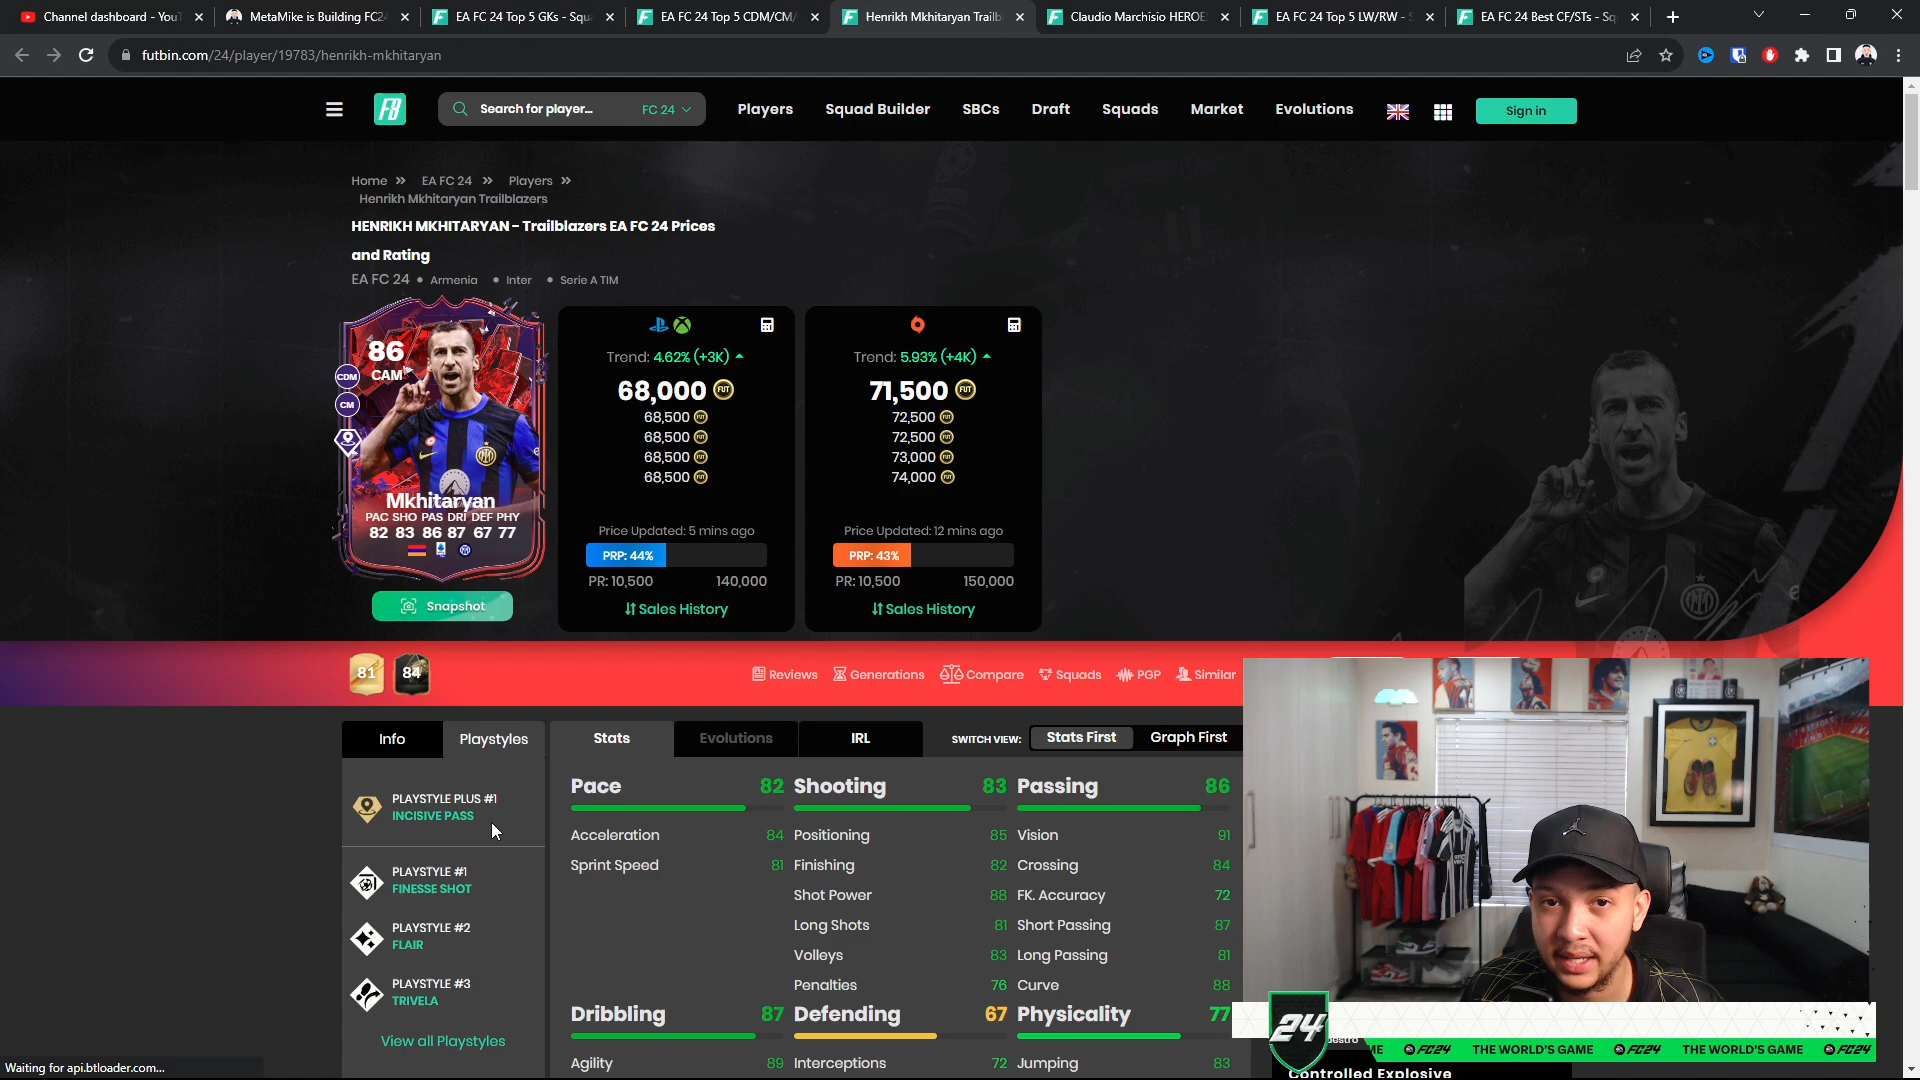 Channel dashboard - YouT
MetaMike is Building FC24
EA FC 24 Top 5 GKs - Squa
EA FC 24 Top 5 CDM/CM/
Henrikh Mkhitaryan Trailb
Claudio Marchisio HEROE
EA FC 24 Top 5 LW/RW - S
EA FC 24 Best CF/STs - Sq
futbin.com/24/player/19783/henrikh-mkhitaryan
FB
Search for player...
FC 24
Players
Squad Builder
SBCs
Draft
Squads
Market
Evolutions
Sign in
Home » EA FC 24 » Players »
Henrikh Mkhitaryan Trailblazers
HENRIKH MKHITARYAN - Trailblazers EA FC 24 Prices
and Rating
EA FC 24 • Armenia • Inter • Serie A TIM
86
CAM
CDM
CM
Mkhitaryan
PAC SHO PAS DRI DEF PHY
82 83 86 87 67 77
Snapshot
Trend: 4.62% (+3K)
68,000
68,500
68,500
68,500
68,500
Price Updated: 5 mins ago
PRP: 44%
PR: 10,500 140,000
Sales History
Trend: 5.93% (+4K)
71,500
72,500
72,500
73,000
74,000
Price Updated: 12 mins ago
PRP: 43%
PR: 10,500 150,000
Sales History
81
84
Reviews
Generations
Compare
Squads
PGP
Similar
Info
Playstyles
Stats
Evolutions
IRL
SWITCH VIEW:
Stats First
Graph First
PLAYSTYLE PLUS #1
INCISIVE PASS
PLAYSTYLE #1
FINESSE SHOT
PLAYSTYLE #2
FLAIR
PLAYSTYLE #3
TRIVELA
View all Playstyles
Pace 82
Acceleration 84
Sprint Speed 81
Shooting 83
Positioning 85
Finishing 82
Shot Power 88
Long Shots 81
Volleys 83
Penalties 76
Passing 86
Vision 91
Crossing 84
FK. Accuracy 72
Short Passing 87
Long Passing 81
Curve 88
Dribbling 87
Agility 89
Defending 67
Interceptions 72
Physicality 77
Jumping 83
24
estro
ME FC24 THE WORLD'S GAME FC24 THE WORLD'S GAME FC24
Controlled Explosive
Waiting for api.btloader.com...